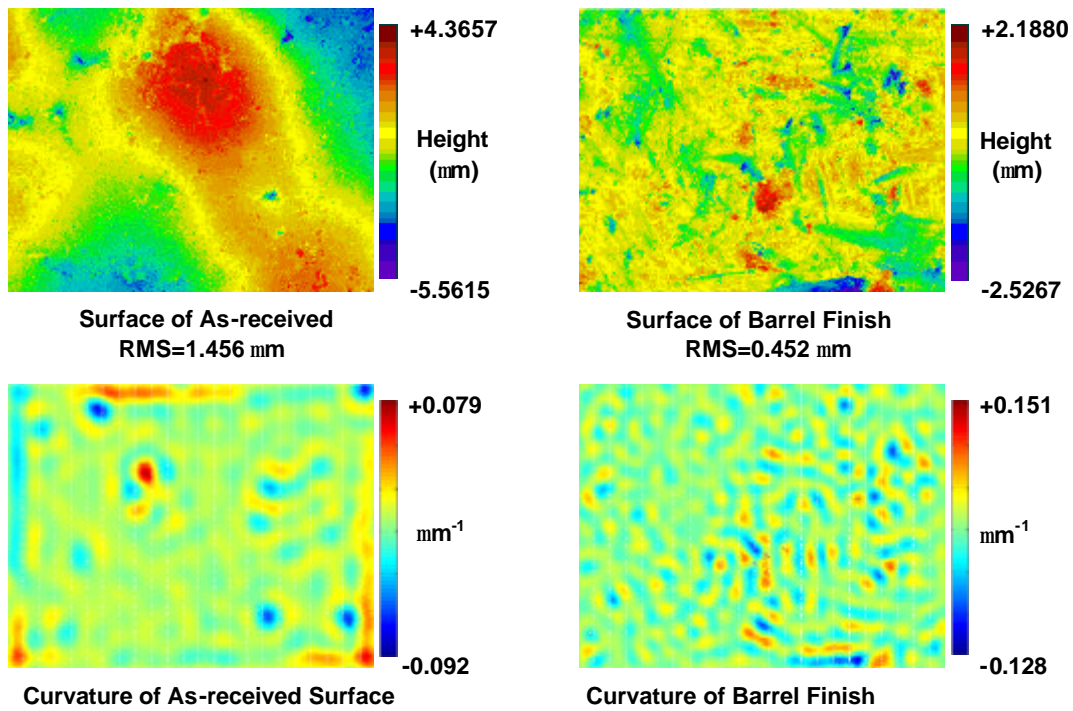 +4.3657
Height
(mm)
-5.5615
Surface of As-received
RMS=1.456 mm
+2.1880
Height
(mm)
-2.5267
Surface of Barrel Finish
RMS=0.452 mm
+0.079
mm⁻¹
-0.092
Curvature of As-received Surface
+0.151
mm⁻¹
-0.128
Curvature of Barrel Finish